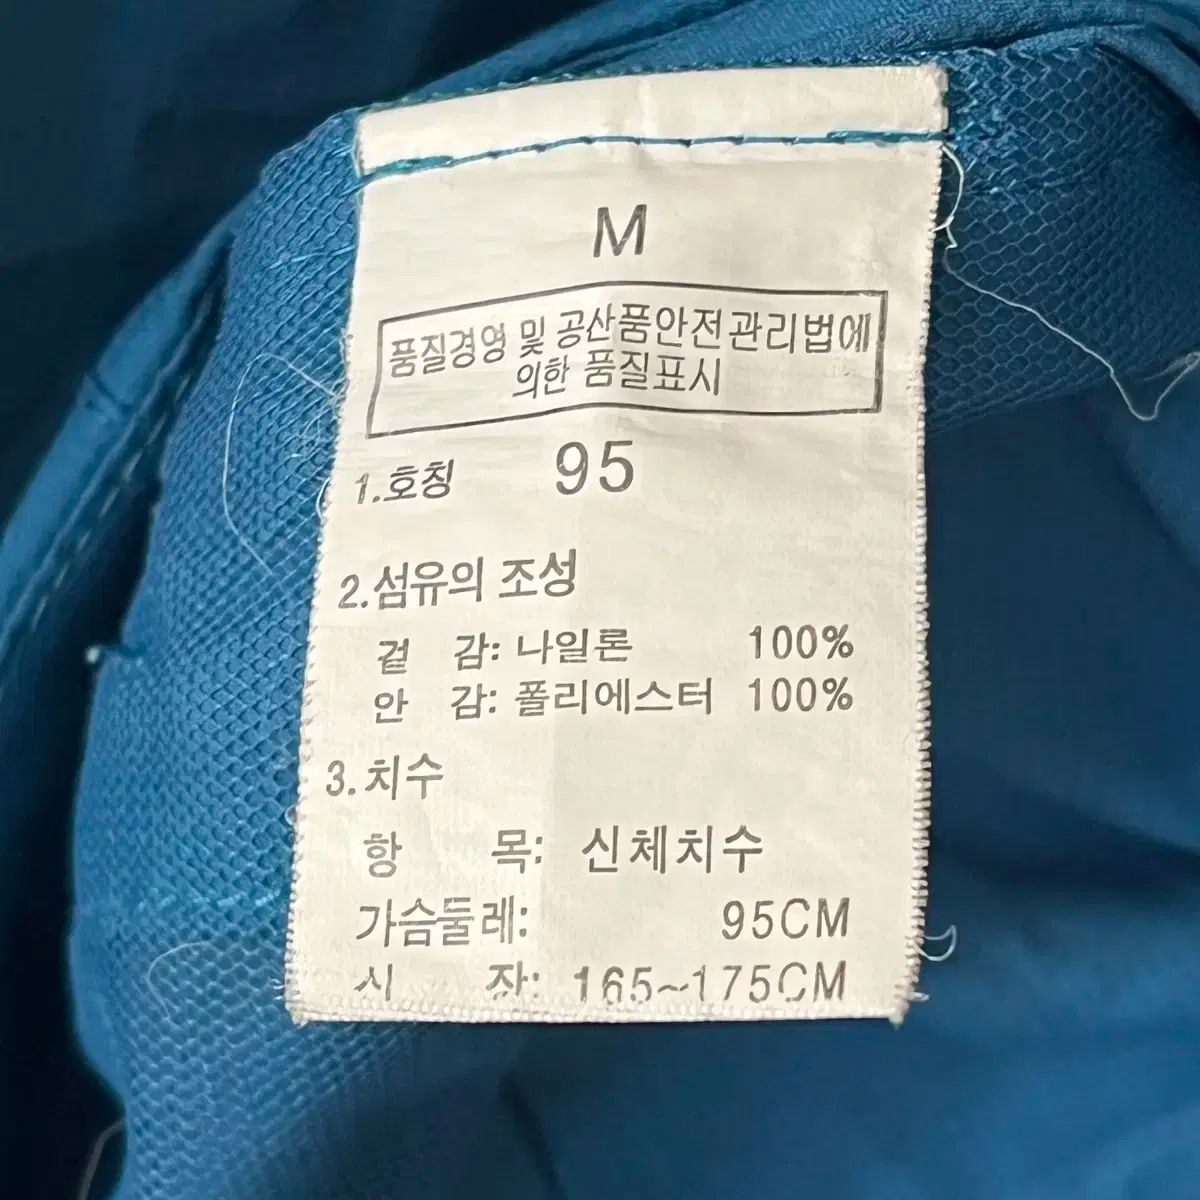 M
품질경영 및 공산품안전관리법에
의한 품질표시
1.호칭 95
2.섬유의 조성
겉 감: 나일론 100%
안 감: 폴리에스터 100%
3.치수
항 목: 신체치수
가슴둘레: 95CM
신 장: 165~175CM